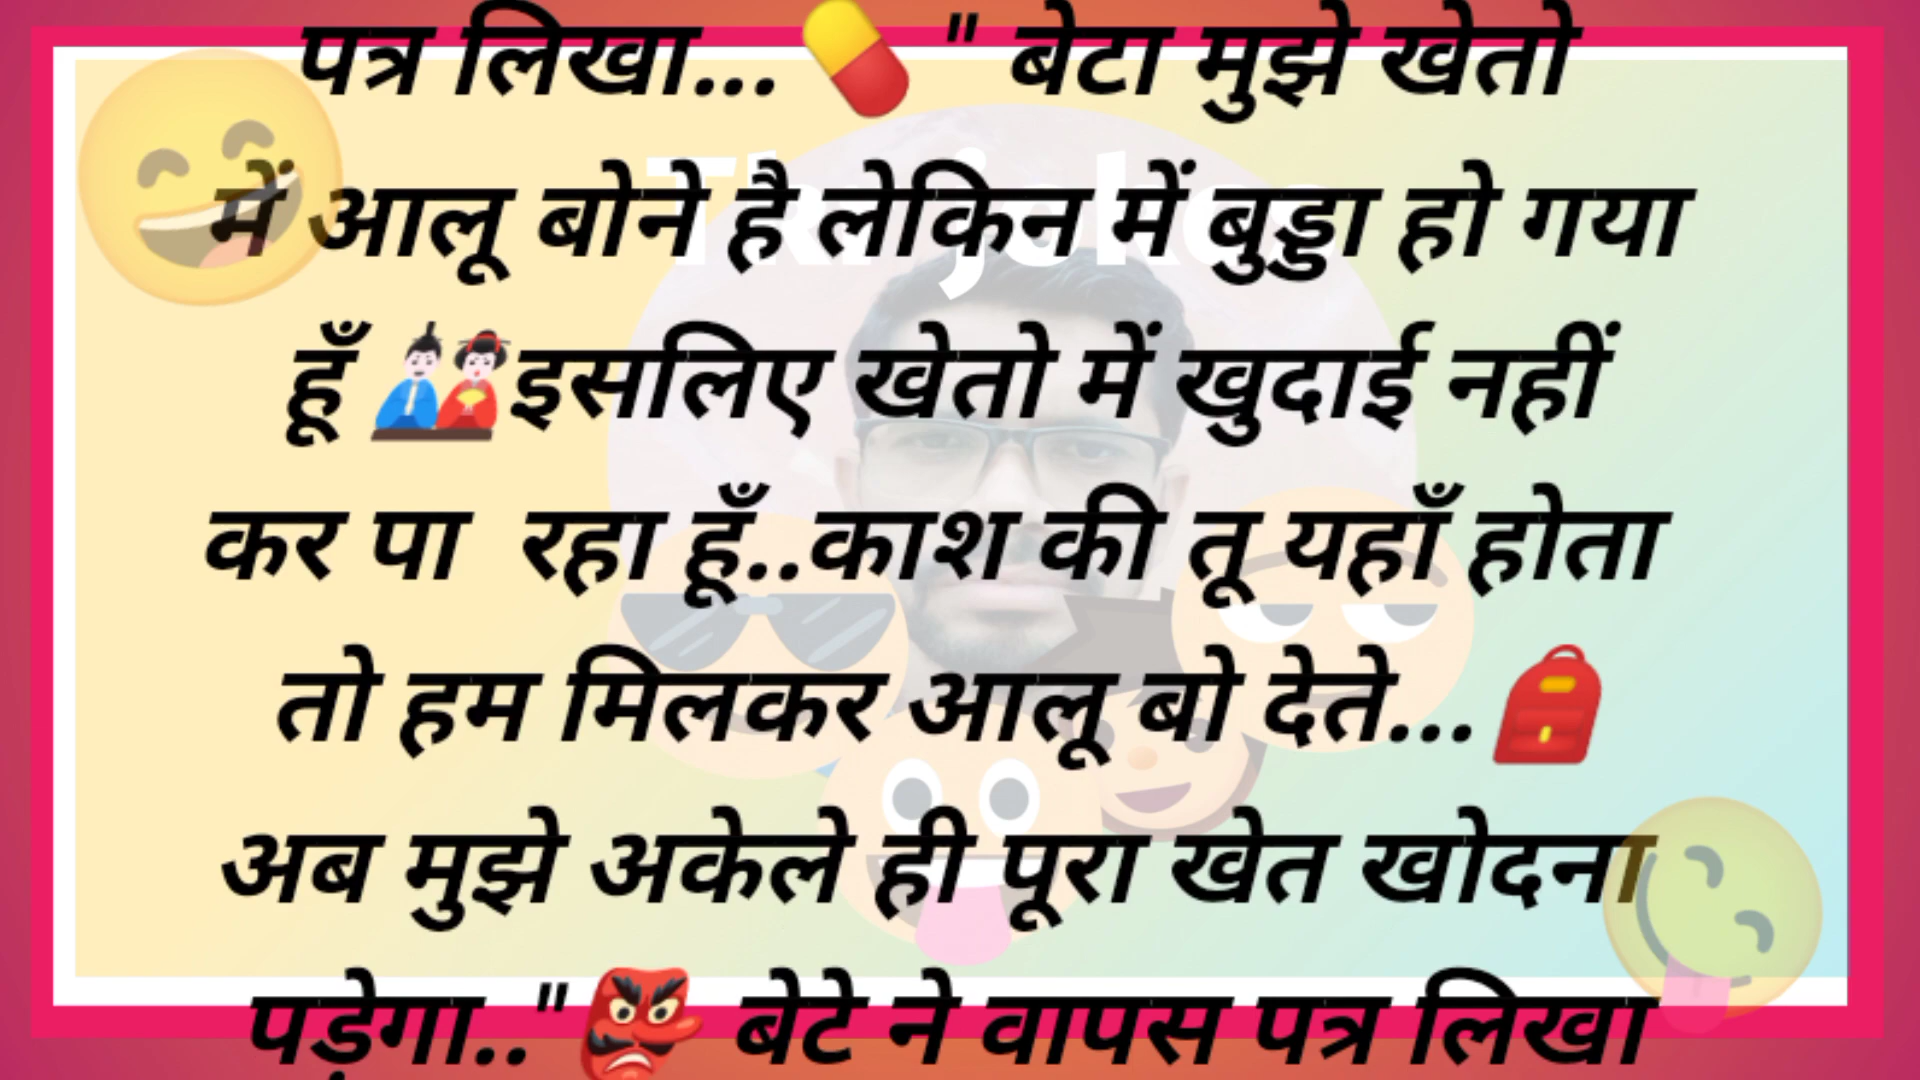 पत्र लिखा...💊 " बेटा मुझे खेतो
में आलू बोने है लेकिन में बुड्डा हो गया
हूँ 🎎इसलिए खेतो में खुदाई नहीं
कर पा  रहा हूँ..काश की तू यहाँ होता
तो हम मिलकर आलू बो देते...🎒
अब मुझे अकेले ही पूरा खेत खोदना
पड़ेगा.."👺 बेटे ने वापस पत्र लिखा